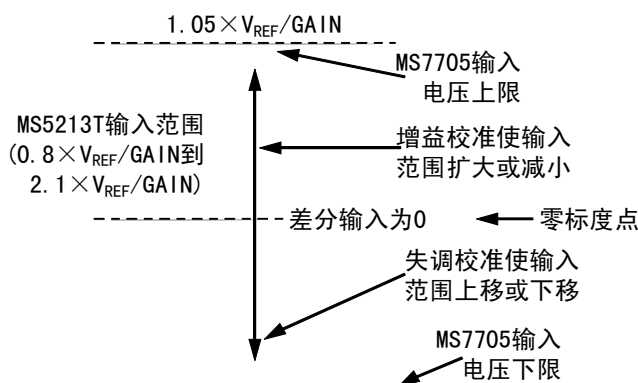 1.05×V_REF/GAIN
MS7705输入
电压上限
MS5213T输入范围
(0.8×V_REF/GAIN到
2.1×V_REF/GAIN)
增益校准使输入
范围扩大或减小
差分输入为0
零标度点
失调校准使输入
范围上移或下移
MS7705输入
电压下限